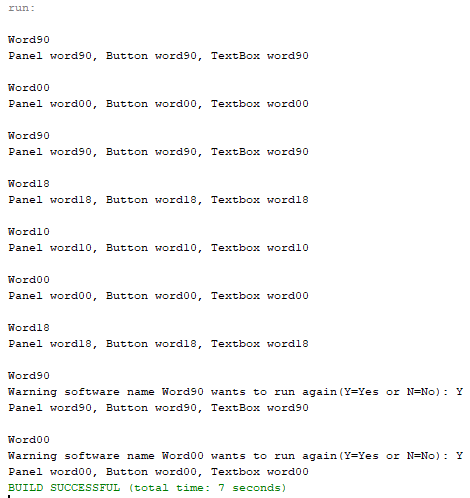 run:
Word90
Panel word90, Button word90, TextBox word90
Word00
Panel word00, Button word00, Textbox word00
Word90
Panel word90, Button word90, TextBox word90
Word18
Panel word18, Button word18, Textbox word18
Word10
Panel word10, Button word10, Textbox word10
Word00
Panel word00, Button word00, Textbox word00
Word18
Panel word18, Button word18, Textbox word18
Word90
Warning software name Word90 wants to run again(Y=Yes or N=No): Y
Panel word90, Button word90, TextBox word90
Word00
Warning software name Word00 wants to run again(Y=Yes or N=No): Y
Panel word00, Button word00, Textbox word00
BUILD SUCCESSFUL (total time: 7 seconds)